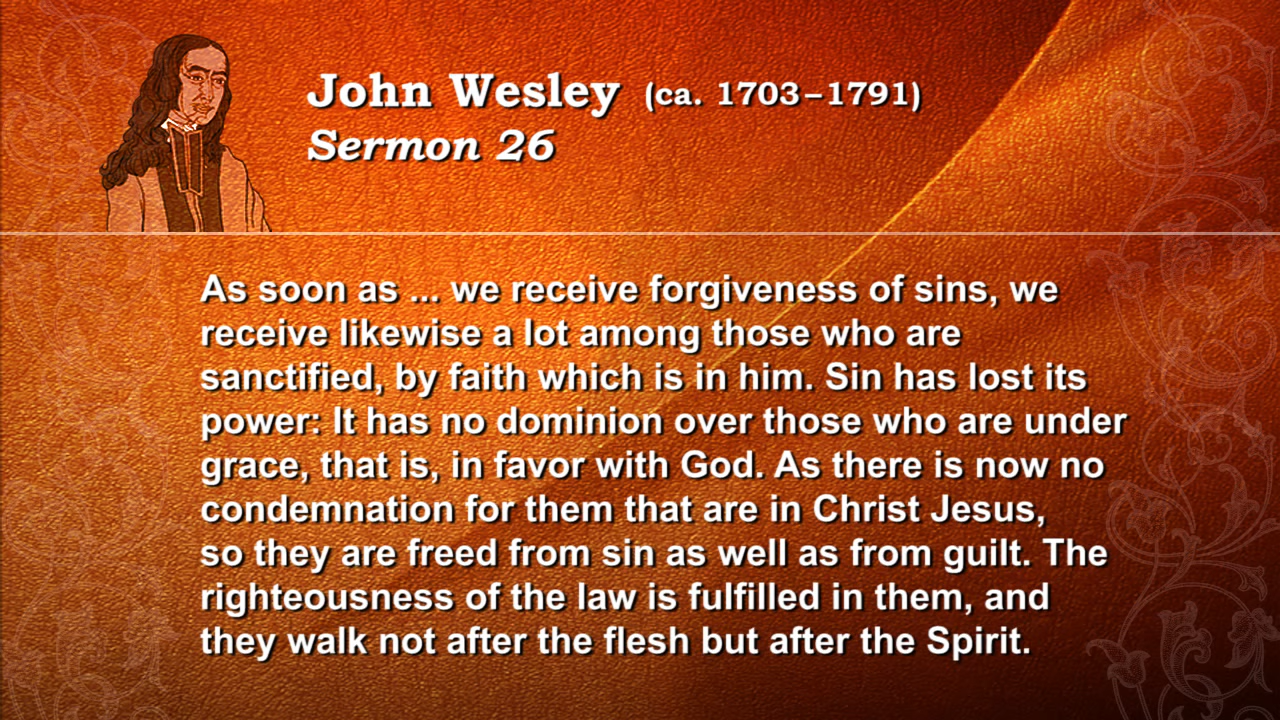 John Wesley (ca. 1703–1791)
Sermon 26
As soon as ... we receive forgiveness of sins, we
receive likewise a lot among those who are
sanctified, by faith which is in him. Sin has lost its
power: It has no dominion over those who are under
grace, that is, in favor with God. As there is now no
condemnation for them that are in Christ Jesus,
so they are freed from sin as well as from guilt. The
righteousness of the law is fulfilled in them, and
they walk not after the flesh but after the Spirit.